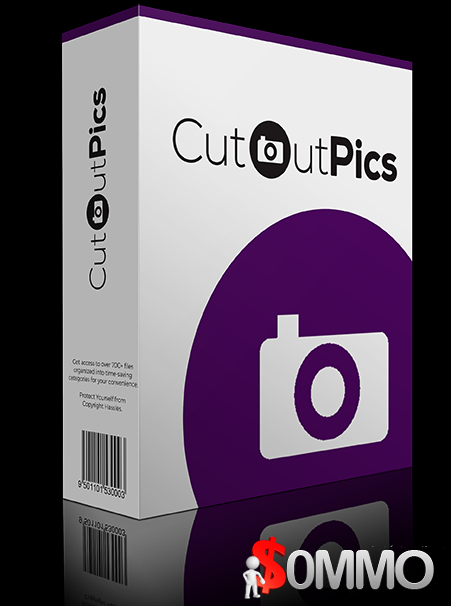 CutOutPics
CutOutPics
Get access to over files
organized into time-saving
categories for your convenience.
Protect Yourself from
Copyright Hassles.
9 501101 530003
$0MMO